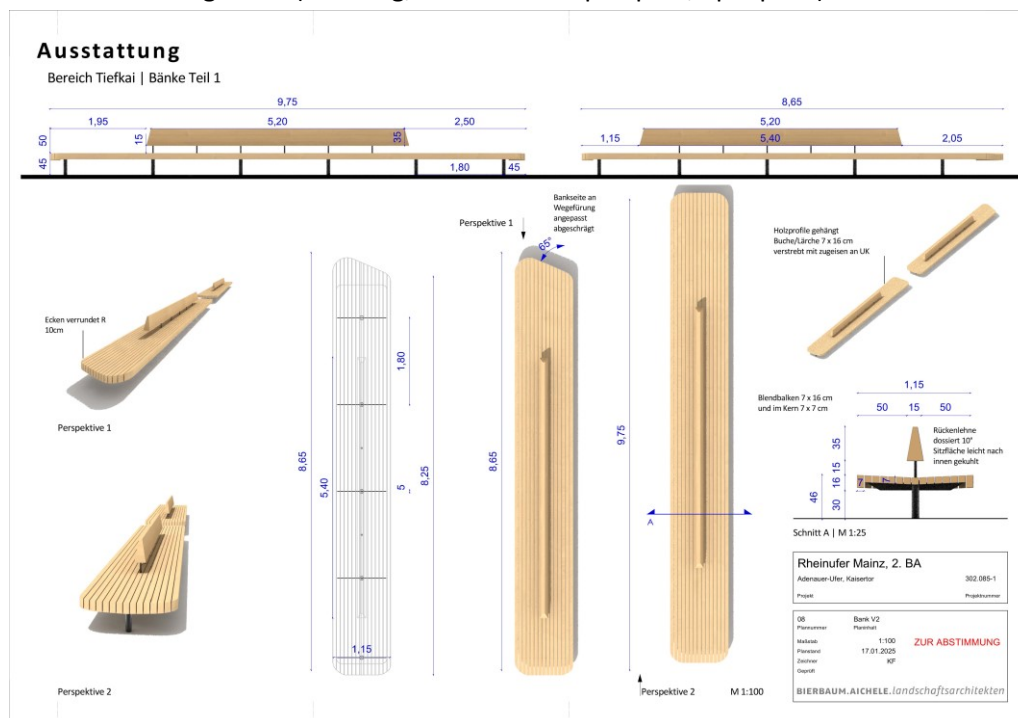 Ausstattung
Bereich Tiefkai | Bänke Teil 1
9,75
1,95
5,20
2,50
50
15
35
45
1,80
45
8,65
5,20
1,15
5,40
2,05
Perspektive 1
Bankseite an
Wegefürung
angepasst
abgeschrägt
65°
Holzprofile gehängt
Buche/Lärche 7 x 16 cm
verstrebt mit zugeisen an UK
Ecken verrundet R
10cm
Perspektive 1
8,65
5,40
1,80
5
8,25
1,15
8,65
9,75
A
Blendbalken 7 x 16 cm
und im Kern 7 x 7 cm
1,15
50
15
50
Rückenlehne
dossiert 10°
Sitzfläche leicht nach
innen gekuhlt
35
15
16
30
46
7
7
Schnitt A | M 1:25
Perspektive 2
Perspektive 2
M 1:100
Rheinufer Mainz, 2. BA
Adenauer-Ufer, Kaisertor
302.085-1
Projekt
Projektnummer
08
Bank V2
Plannummer
Planinhalt
Maßstab
1:100
ZUR ABSTIMMUNG
Planstand
17.01.2025
Zeichner
KF
Geprüft
BIERBAUM.AICHELE.landschaftsarchitekten